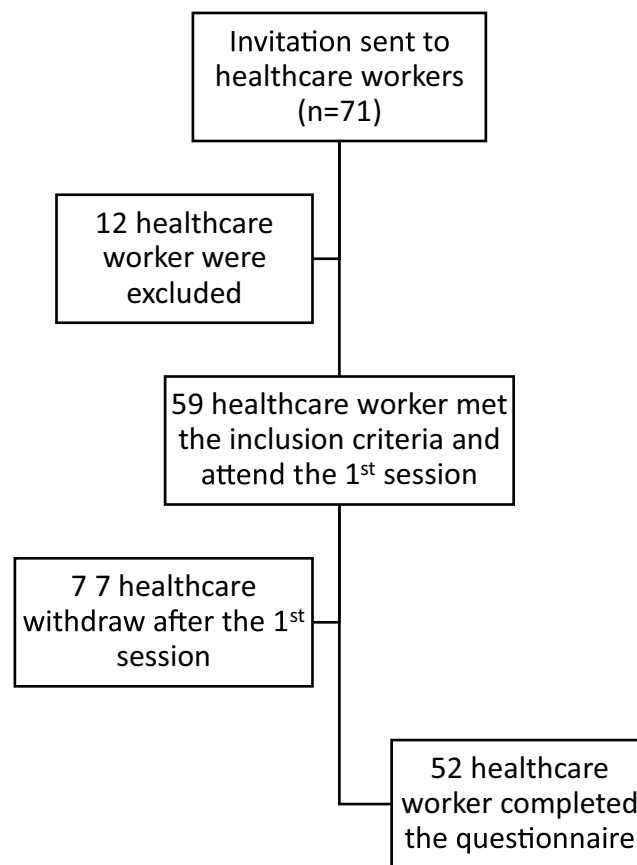 Invitation sent to
healthcare workers
(n=71)
12 healthcare
worker were
excluded
59 healthcare worker met
the inclusion criteria and
attend the 1st session
7 7 healthcare
withdraw after the 1st
session
52 healthcare
worker completed
the questionnaire